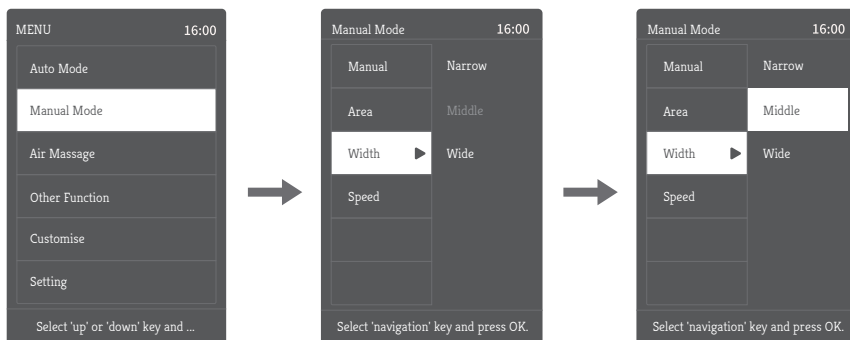 MENU 16:00
Auto Mode
Manual Mode
Air Massage
Other Function
Customise
Setting
Select 'up' or 'down' key and ...
Manual Mode 16:00
Manual Narrow
Area Middle
Width Wide
Speed
Select 'navigation' key and press OK.
Manual Mode 16:00
Manual Narrow
Area Middle
Width Wide
Speed
Select 'navigation' key and press OK.